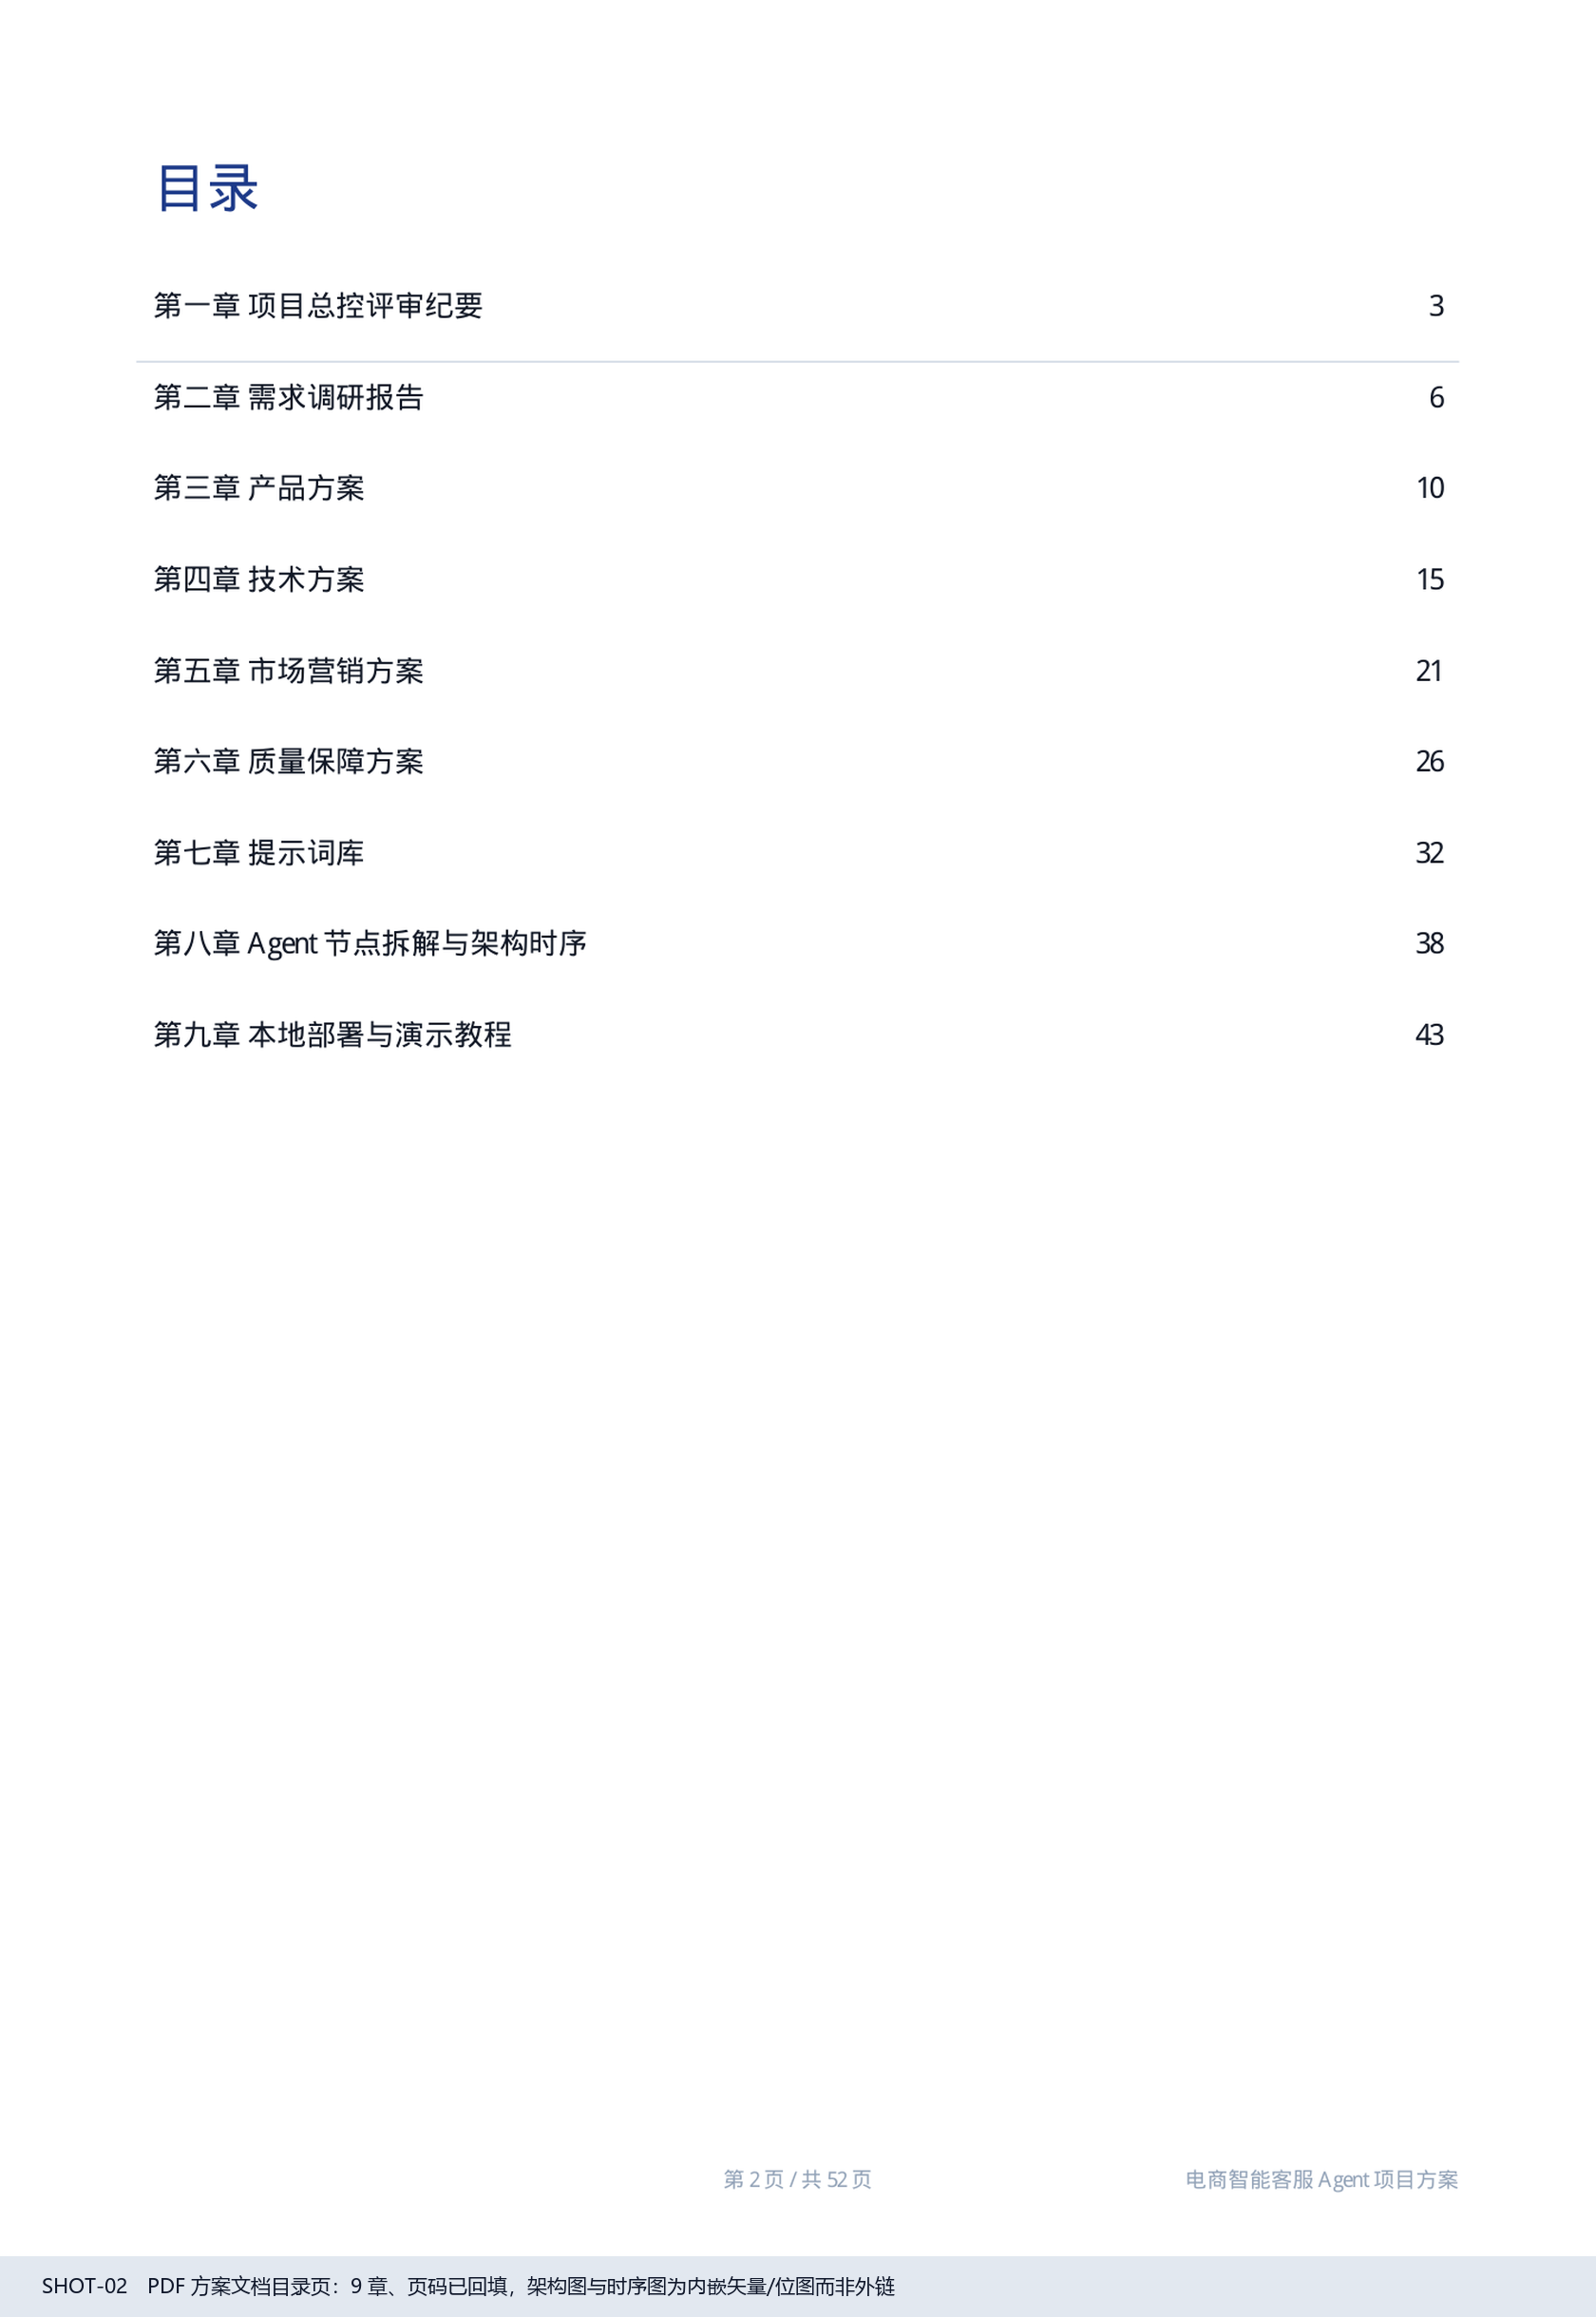 目录
第一章 项目总控评审纪要 3
第二章 需求调研报告 6
第三章 产品方案 10
第四章 技术方案 15
第五章 市场营销方案 21
第六章 质量保障方案 26
第七章 提示词库 32
第八章 Agent 节点拆解与架构时序 38
第九章 本地部署与演示教程 43
第 2 页 / 共 52 页 电商智能客服 Agent 项目方案
SHOT-02 PDF 方案文档目录页：9 章、页码已回填，架构图与时序图为内嵌矢量/位图而非外链